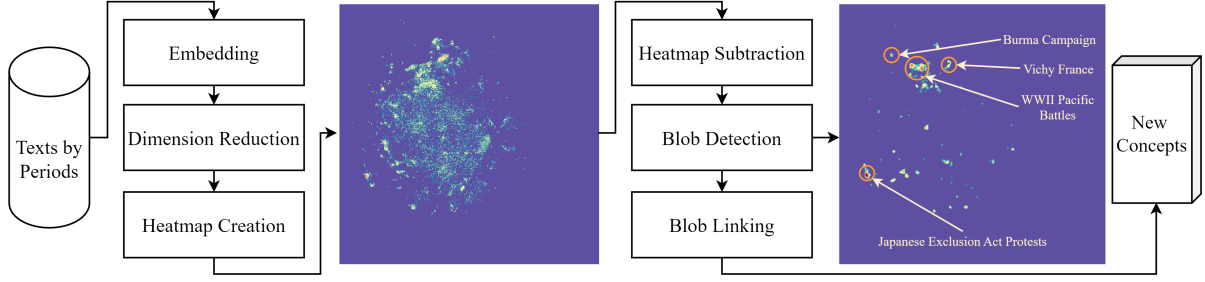 Texts by
Periods
Embedding
Dimension Reduction
Heatmap Creation
Heatmap Subtraction
Blob Detection
Blob Linking
Burma Campaign
Vichy France
WWII Pacific
Battles
Japanese Exclusion Act Protests
New
Concepts